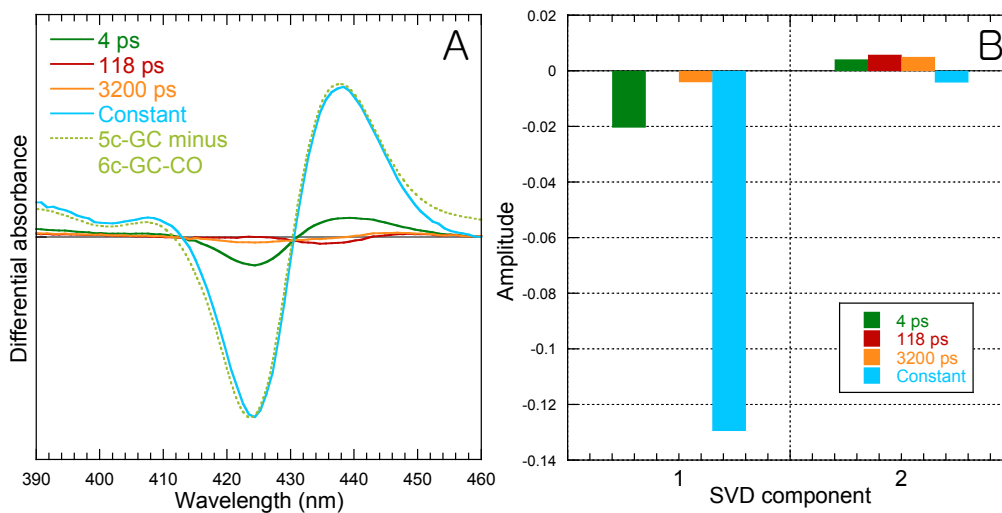 A
4 ps
118 ps
3200 ps
Constant
5c-GC minus
6c-GC-CO
Differential absorbance
390 400 410 420 430 440 450 460
Wavelength (nm)
B
0.02
0
-0.02
-0.04
-0.06
-0.08
-0.1
-0.12
-0.14
Amplitude
4 ps
118 ps
3200 ps
Constant
1 2
SVD component